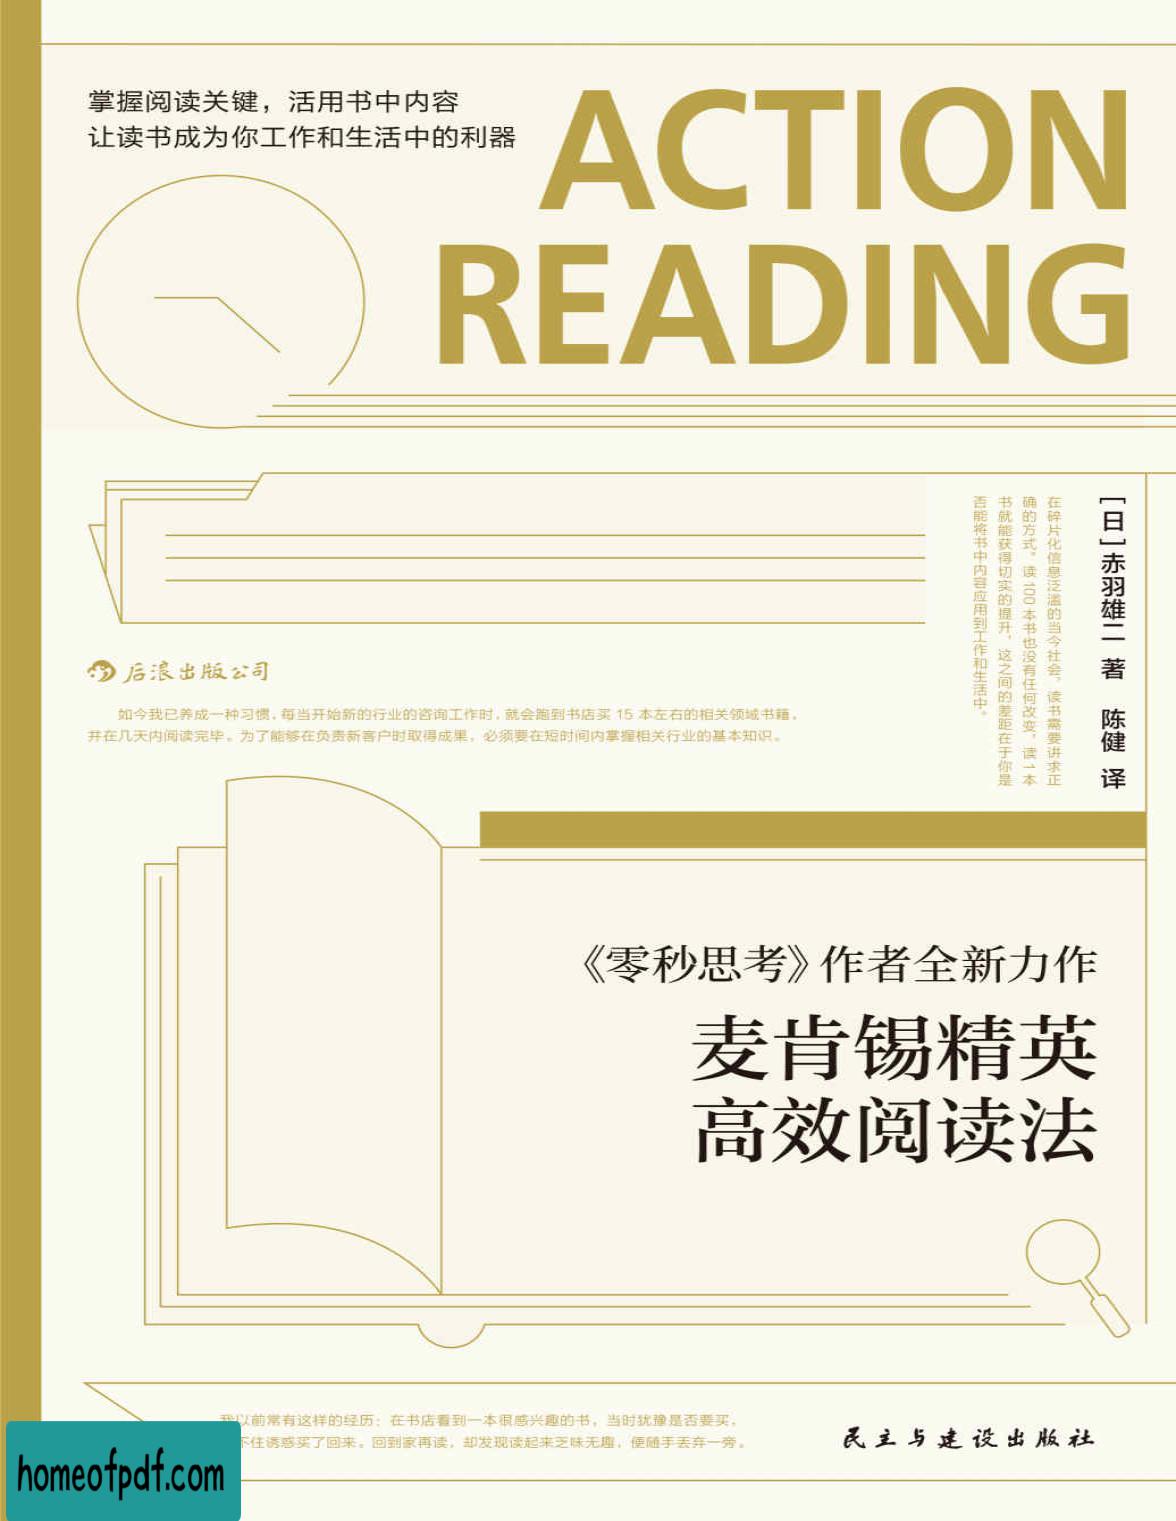 掌握阅读关键，活用书中内容
让读书成为你工作和生活中的利器
ACTION
READING
[日]赤羽雄二 著 陈健 译
在碎片化信息泛滥的当今社会，读书需要讲求正
确的方式。读100本书也没有任何改变，读1本
书就能获得切实的提升，这之间的差距在于你是
否能将书中内容应用到工作和生活中。
后浪出版公司
如今我已养成一种习惯，每当开始新的行业的咨询工作时，就会跑到书店买 15 本左右的相关领域书籍，
并在几天内阅读完毕。为了能够在负责新客户时取得成果，必须要在短时间内掌握相关行业的基本知识。
《零秒思考》作者全新力作
麦肯锡精英
高效阅读法
我以前常有这样的经历：在书店看到一本很感兴趣的书，当时犹豫是否要买，
不住诱惑买了回来。回到家再读，却发现读起来乏味无趣，便随手丢弃一旁。
民主与建设出版社
homeofpdf.com